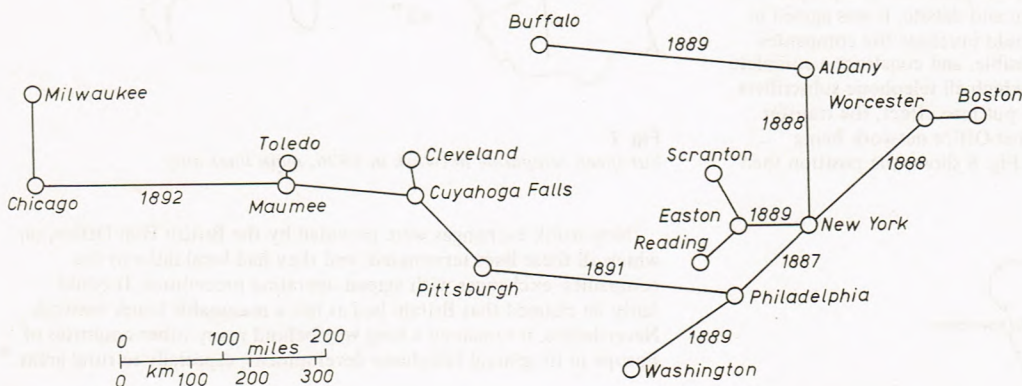 Buffalo
1889
Albany
Milwaukee
Worcester
Boston
1888
Toledo
Cleveland
Scranton
1888
Chicago
1892
Maumee
Cuyahoga Falls
Easton
1889
New York
Reading
1887
Pittsburgh
1891
Philadelphia
1889
Washington
0 100 200
miles
km
0 100 200 300